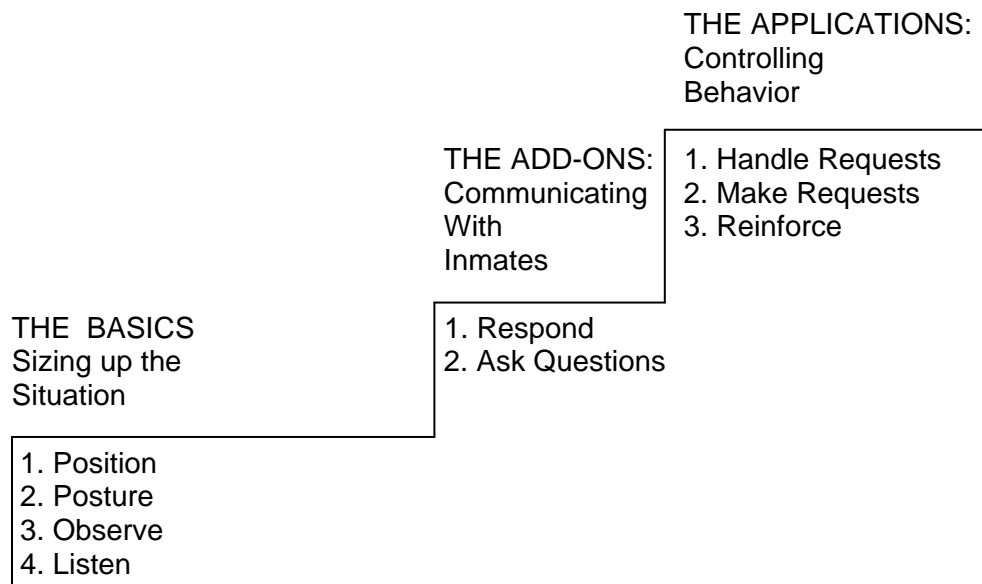 THE APPLICATIONS:
Controlling
Behavior
1. Handle Requests
2. Make Requests
3. Reinforce
THE ADD-ONS:
Communicating
With
Inmates
1. Respond
2. Ask Questions
THE BASICS
Sizing up the
Situation
1. Position
2. Posture
3. Observe
4. Listen